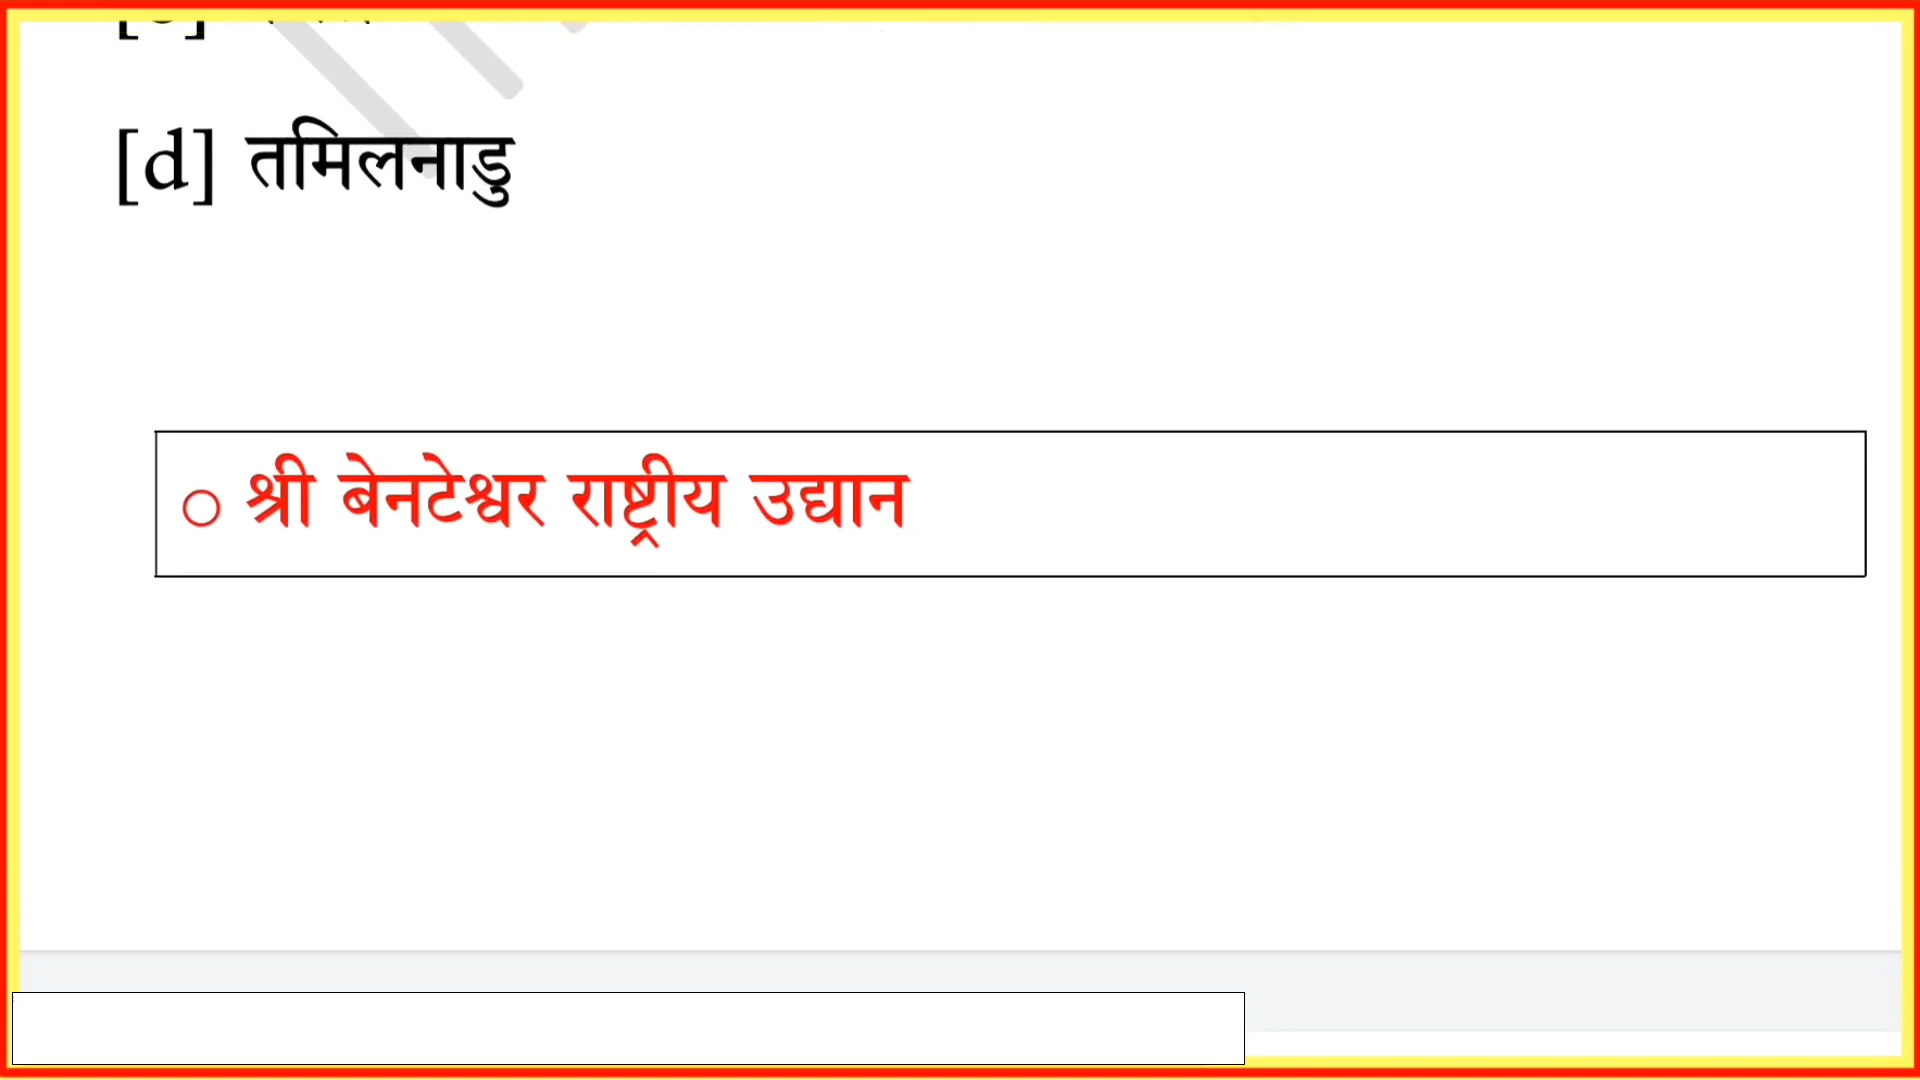 [d] तमिलनाडु
○ श्री बेनटेश्वर राष्ट्रीय उद्यान